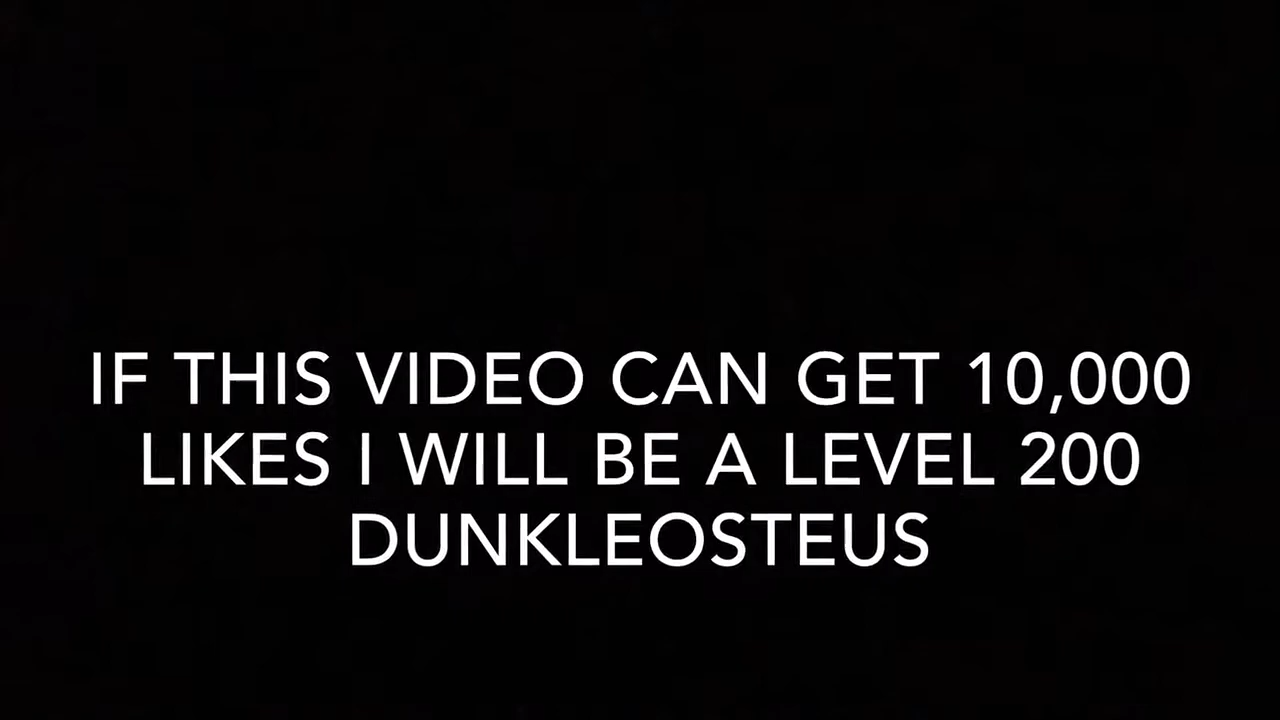 IF THIS VIDEO CAN GET 10,000
LIKES I WILL BE A LEVEL 200
DUNKLEOSTEUS